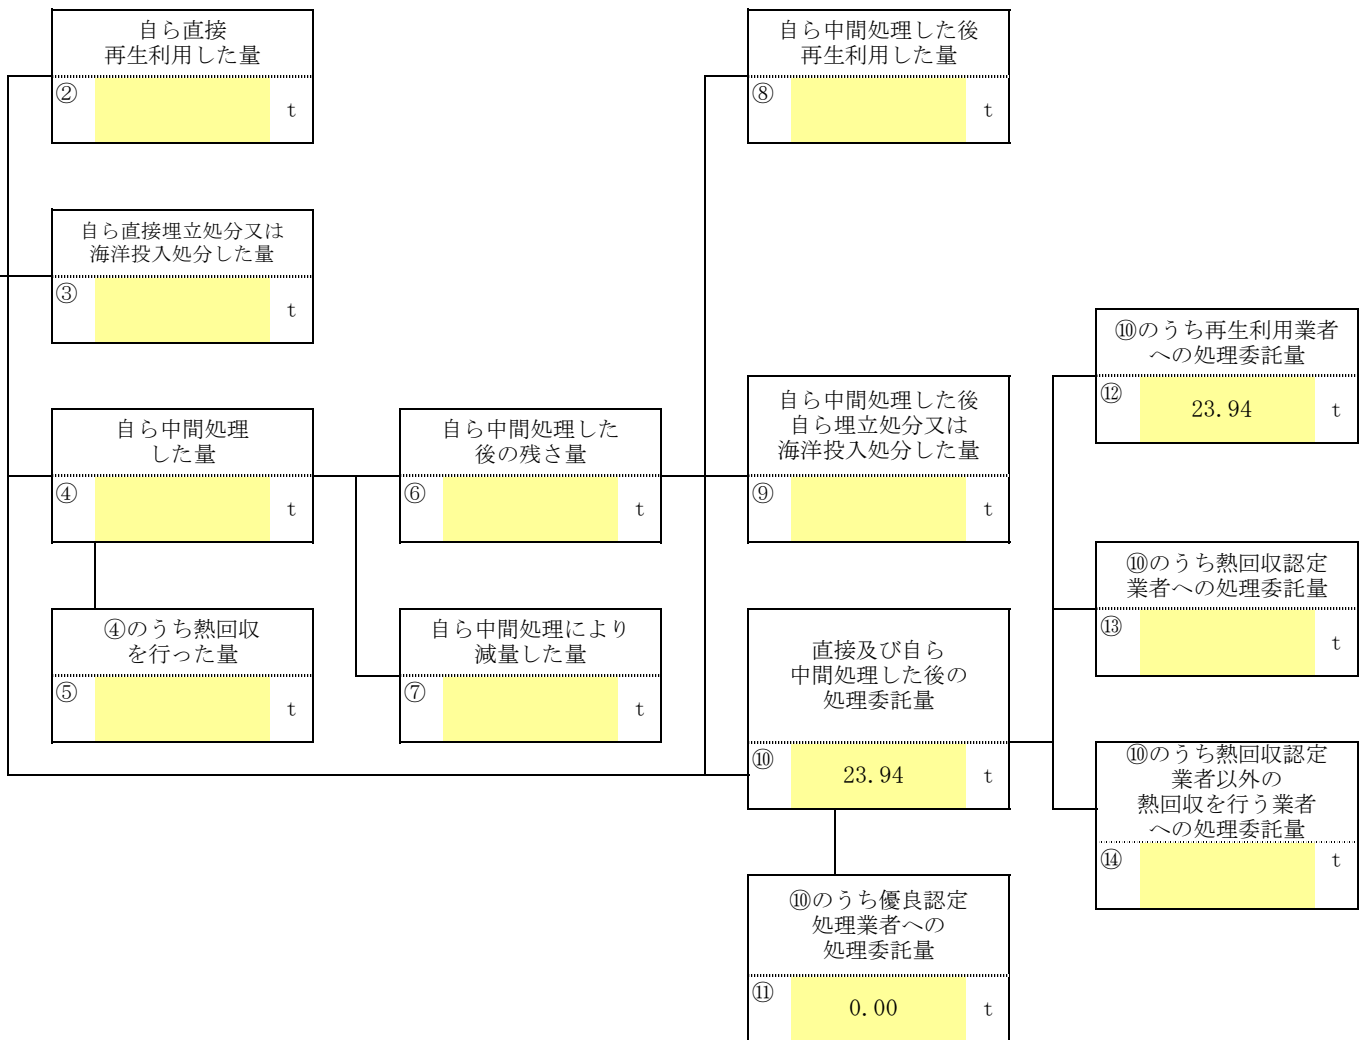 自ら直接
再生利用した量
②
t
自ら直接埋立処分又は
海洋投入処分した量
③
t
自ら中間処理
した量
④
t
④のうち熱回収
を行った量
⑤
t
自ら中間処理した
後の残さ量
⑥
t
自ら中間処理により
減量した量
⑦
t
自ら中間処理した後
再生利用した量
⑧
t
自ら中間処理した後
自ら埋立処分又は
海洋投入処分した量
⑨
t
直接及び自ら
中間処理した後の
処理委託量
⑩ 23.94 t
⑩のうち優良認定
処理業者への
処理委託量
⑪ 0.00 t
⑩のうち再生利用業者
への処理委託量
⑫ 23.94 t
⑩のうち熱回収認定
業者への処理委託量
⑬
t
⑩のうち熱回収認定
業者以外の
熱回収を行う業者
への処理委託量
⑭
t